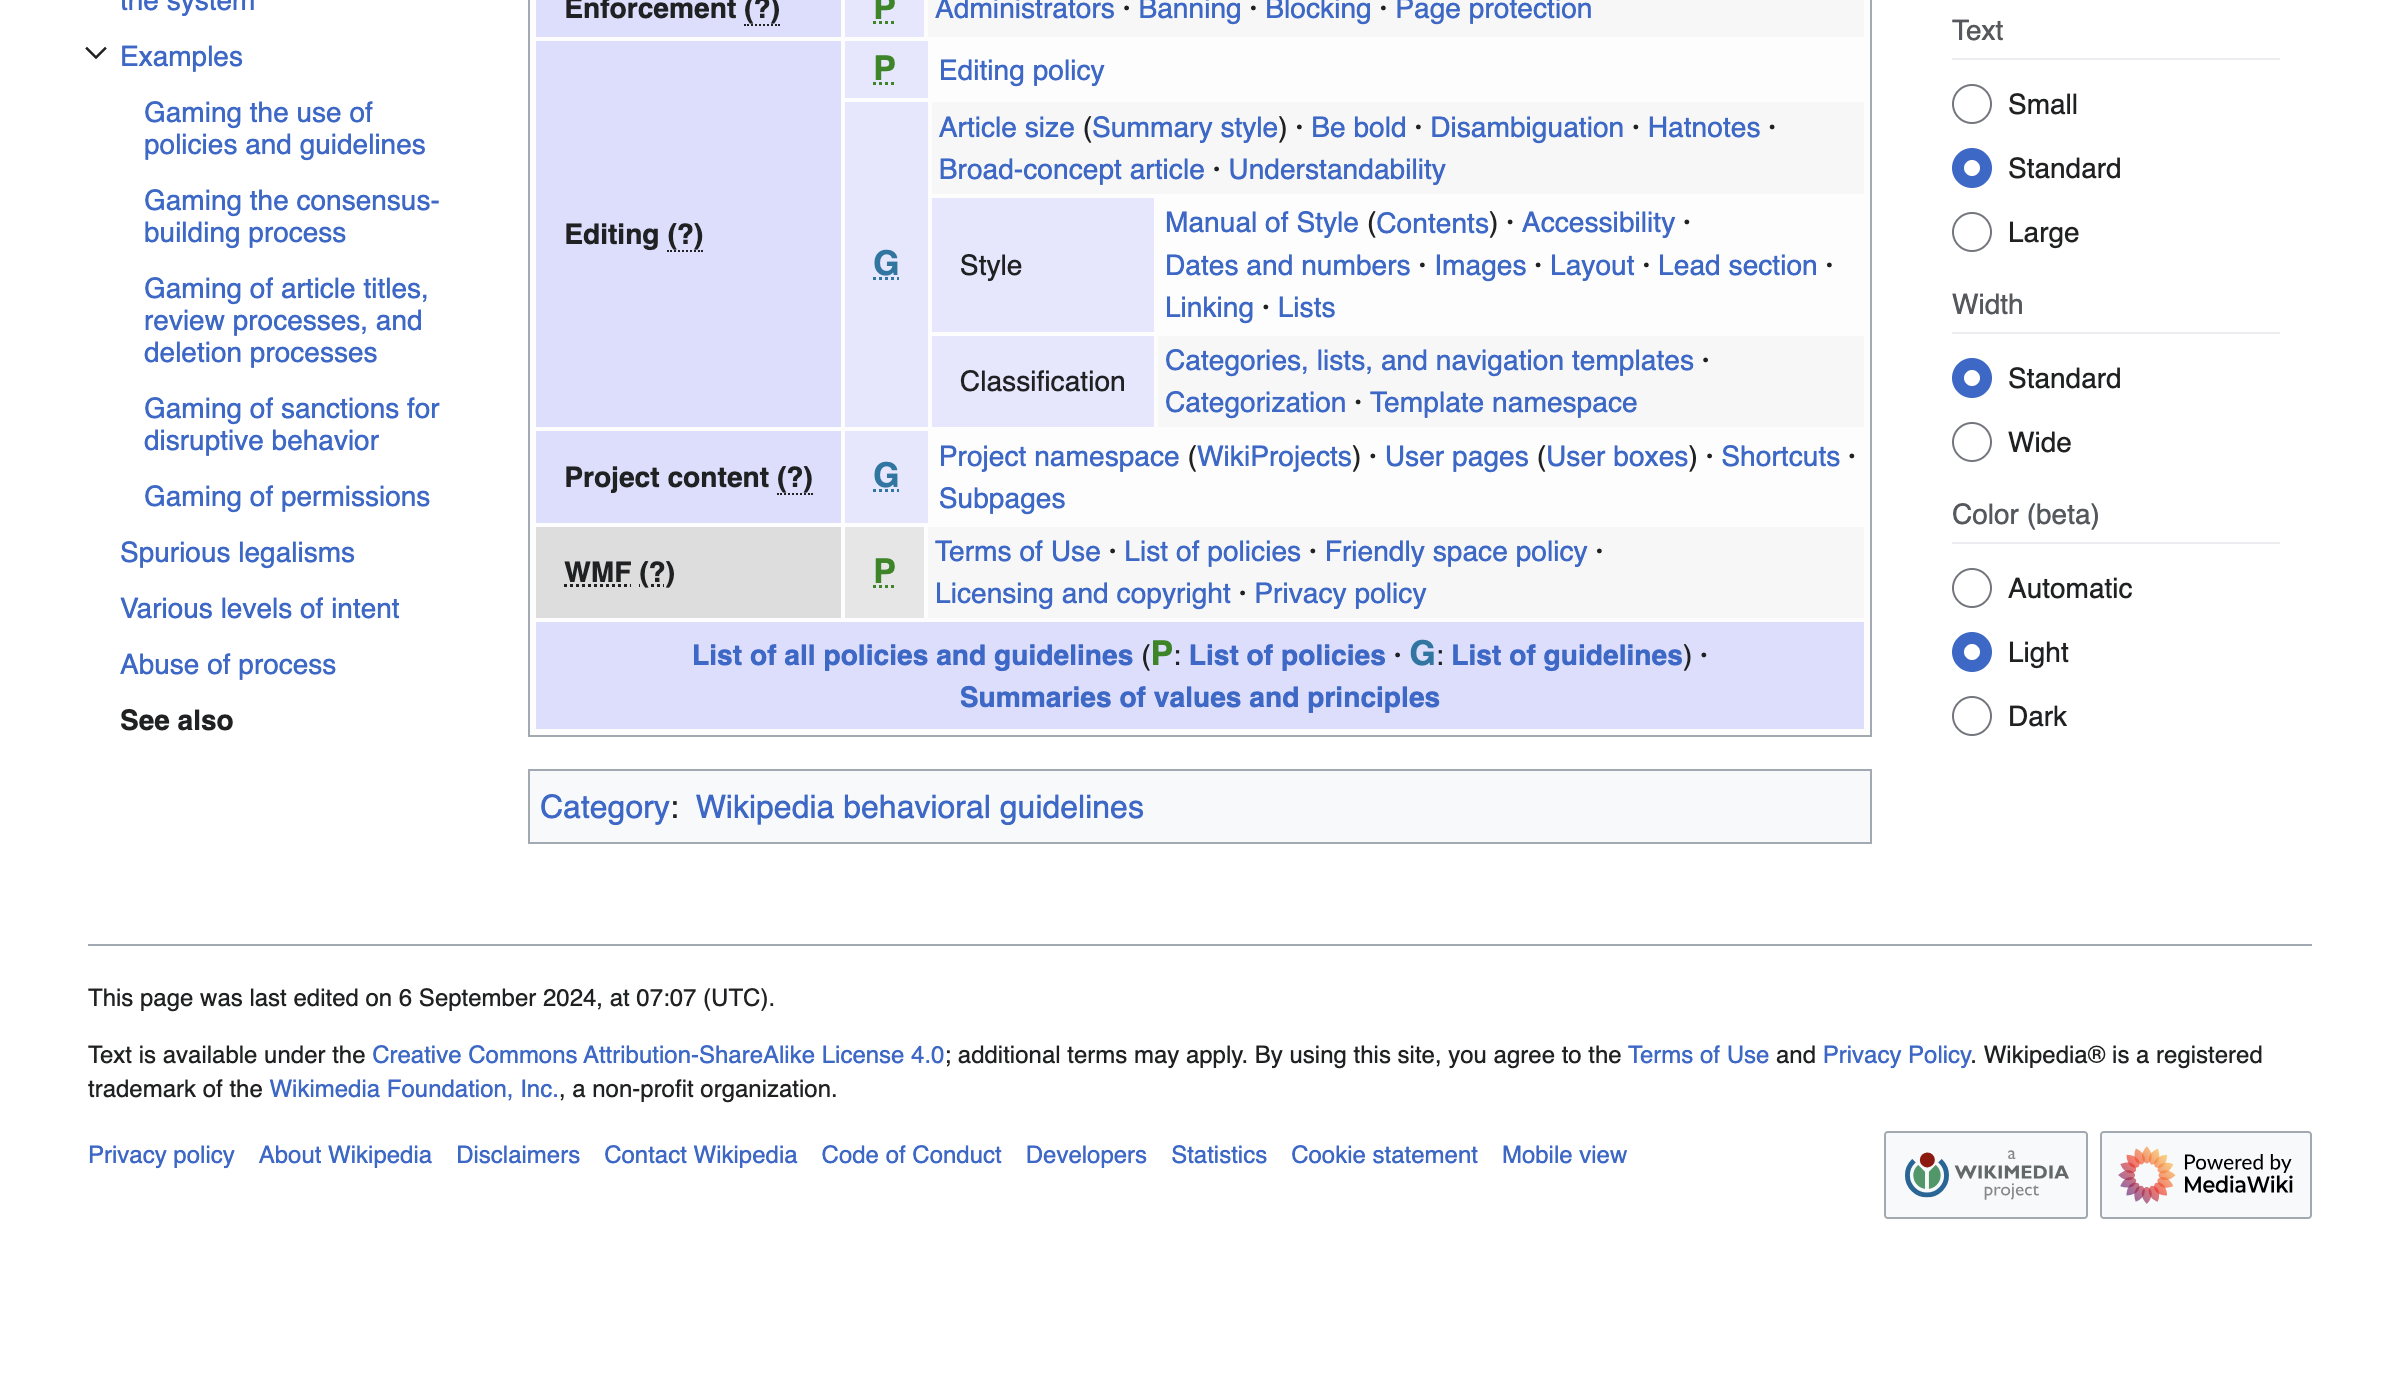 the system
Examples
Gaming the use of
policies and guidelines
Gaming the consensus-
building process
Gaming of article titles,
review processes, and
deletion processes
Gaming of sanctions for
disruptive behavior
Gaming of permissions
Spurious legalisms
Various levels of intent
Abuse of process
See also
Enforcement (?) P Administrators · Banning · Blocking · Page protection
Editing (?)
P Editing policy
G
Article size (Summary style) · Be bold · Disambiguation · Hatnotes ·
Broad-concept article · Understandability
Style
Manual of Style (Contents) · Accessibility ·
Dates and numbers · Images · Layout · Lead section ·
Linking · Lists
Classification
Categories, lists, and navigation templates ·
Categorization · Template namespace
Project content (?) G
Project namespace (WikiProjects) · User pages (User boxes) · Shortcuts ·
Subpages
WMF (?) P
Terms of Use · List of policies · Friendly space policy ·
Licensing and copyright · Privacy policy
List of all policies and guidelines (P: List of policies · G: List of guidelines) ·
Summaries of values and principles
Category: Wikipedia behavioral guidelines
Text
Small
Standard
Large
Width
Standard
Wide
Color (beta)
Automatic
Light
Dark
This page was last edited on 6 September 2024, at 07:07 (UTC).
Text is available under the Creative Commons Attribution-ShareAlike License 4.0; additional terms may apply. By using this site, you agree to the Terms of Use and Privacy Policy. Wikipedia® is a registered
trademark of the Wikimedia Foundation, Inc., a non-profit organization.
Privacy policy About Wikipedia Disclaimers Contact Wikipedia Code of Conduct Developers Statistics Cookie statement Mobile view
a
WIKIMEDIA
project
Powered by
MediaWiki